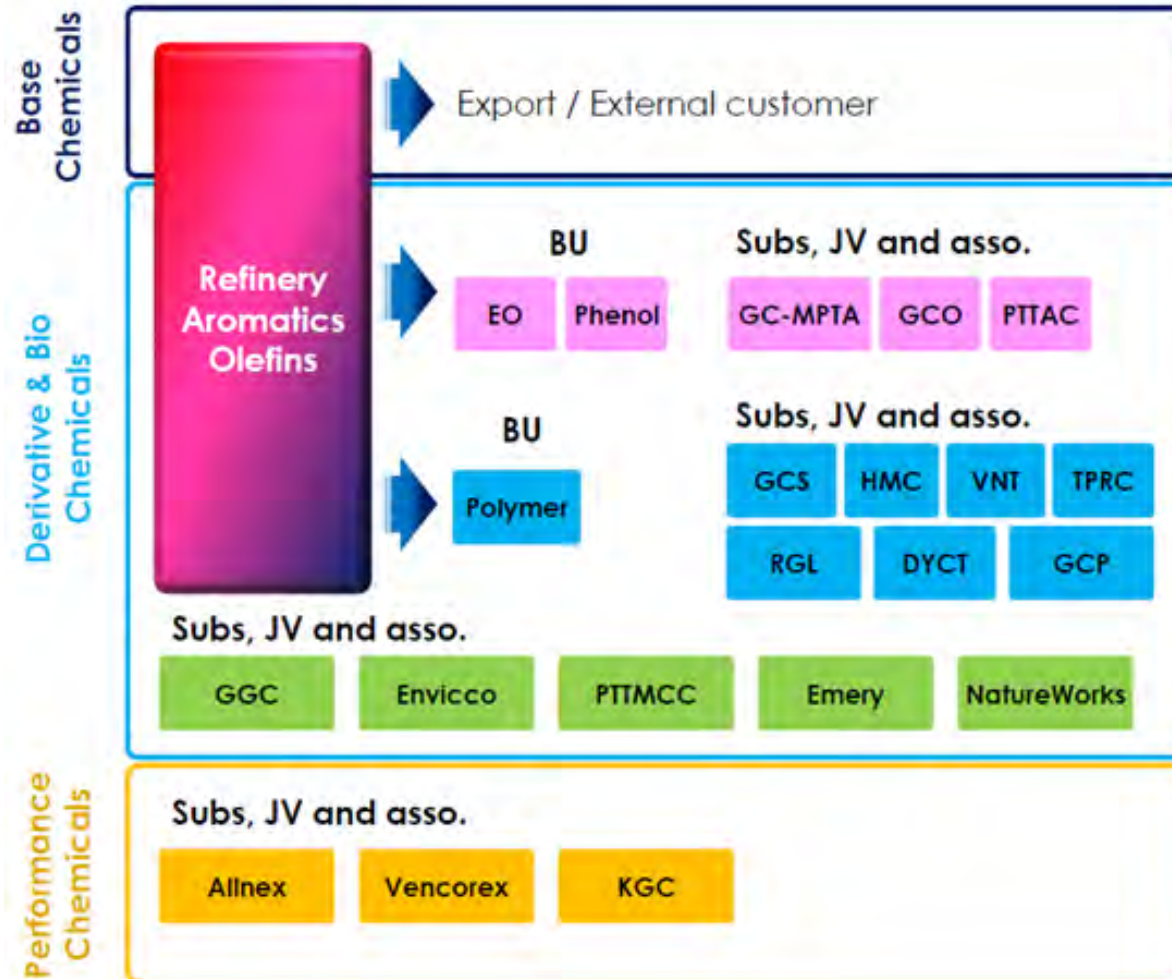 Base
Chemicals
Export / External customer
Refinery
Aromatics
Olefins
Derivative & Bio
Chemicals
BU
EO
Phenol
Subs, JV and asso.
GC-MPTA
GCO
PTTAC
BU
Polymer
Subs, JV and asso.
GCS
HMC
VNT
TPRC
RGL
DYCT
GCP
Subs, JV and asso.
GGC
Envicco
PTTMCC
Emery
NatureWorks
Performance
Chemicals
Subs, JV and asso.
Allnex
Vencorex
KGC